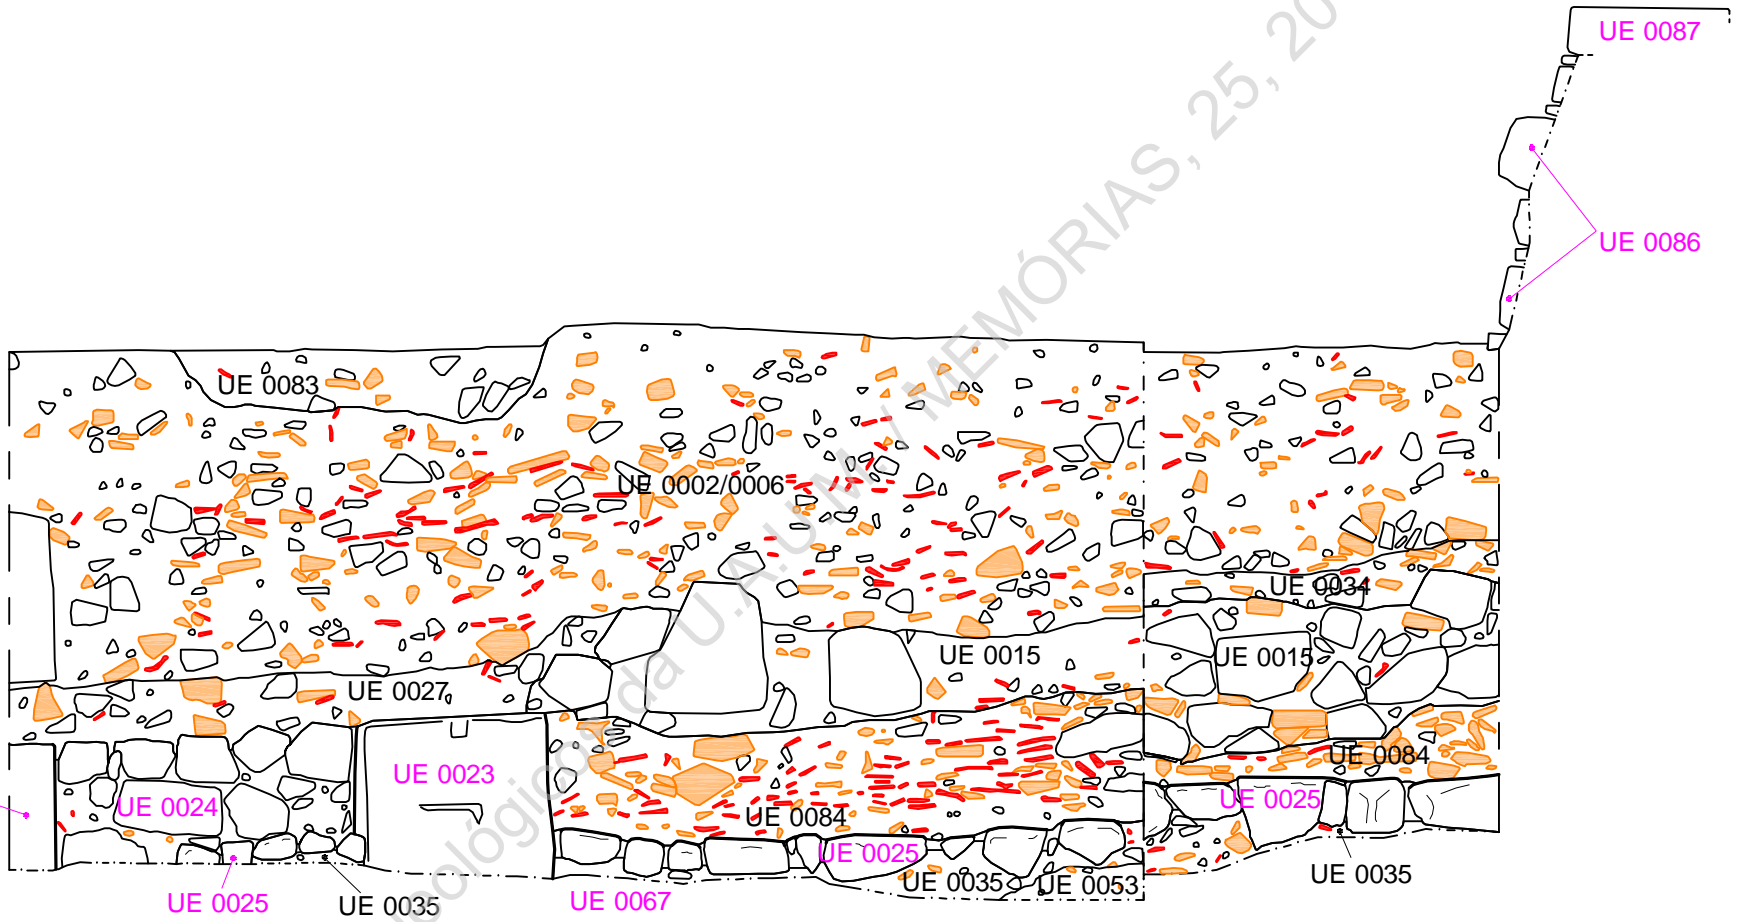 UE 0087
UE 0086
UE 0083
UE 0002/0006
UE 0034
UE 0015
UE 0015
UE 0027
UE 0023
UE 0084
UE 0024
UE 0025
UE 0084
UE 0025
UE 0035
UE 0035
UE 0053
UE 0025
UE 0035
UE 0067
ológica da U.A.U.M. / MEMÓRIAS, 25, 20